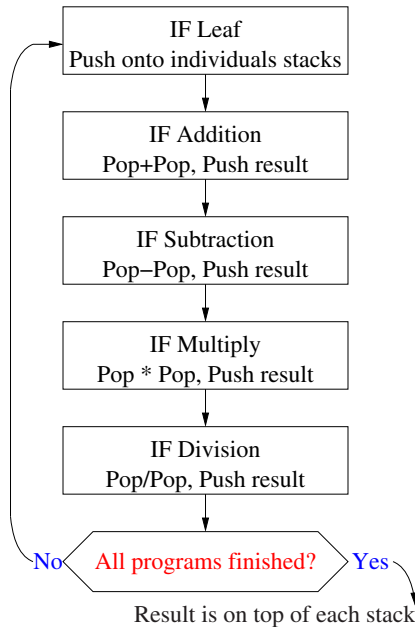 IF Leaf
Push onto individuals stacks
IF Addition
Pop+Pop, Push result
IF Subtraction
Pop−Pop, Push result
IF Multiply
Pop * Pop, Push result
IF Division
Pop/Pop, Push result
No All programs finished? Yes
Result is on top of each stack